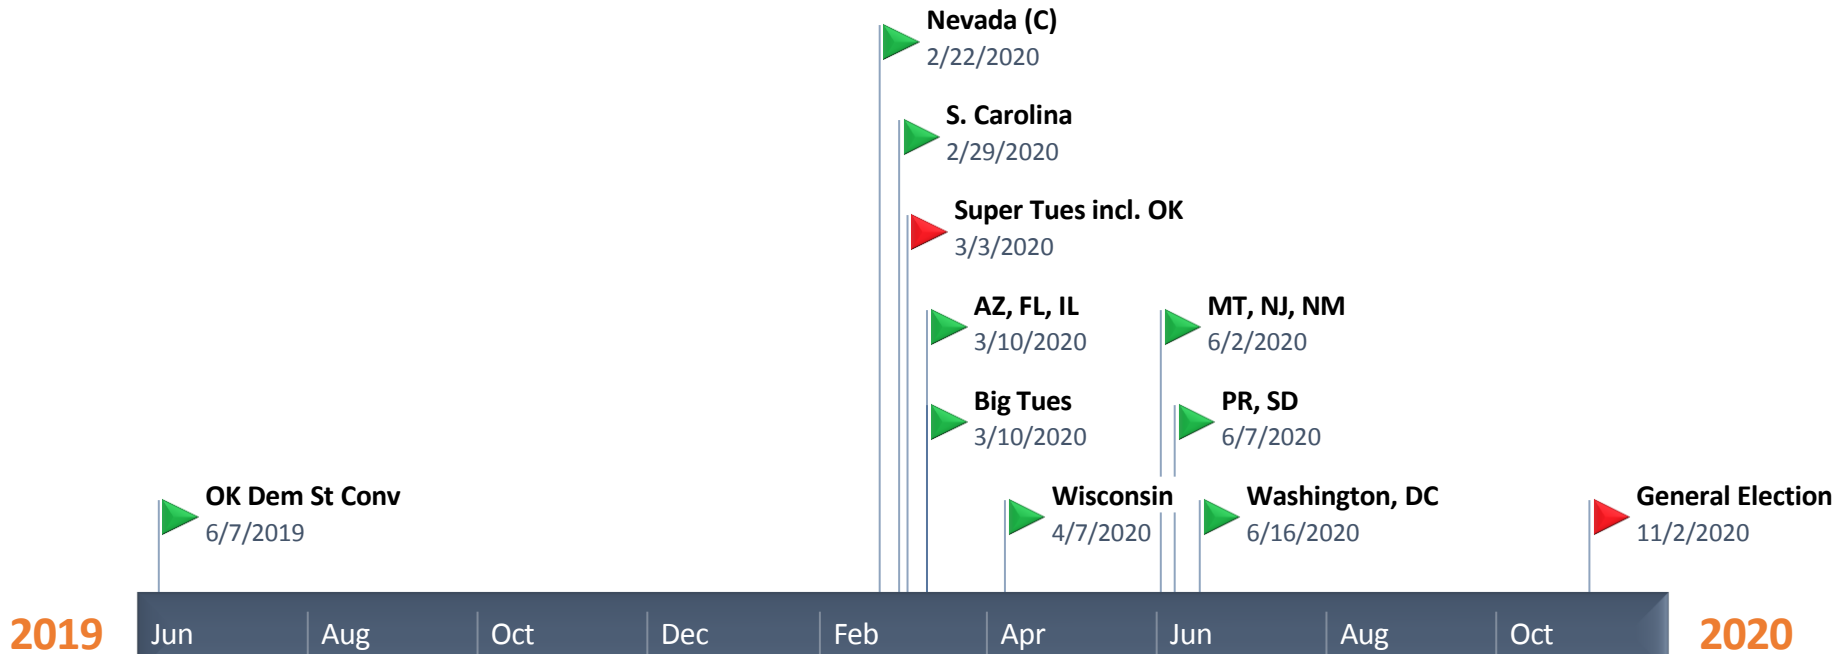 Nevada (C)
2/22/2020
S. Carolina
2/29/2020
Super Tues incl. OK
3/3/2020
AZ, FL, IL
3/10/2020
MT, NJ, NM
6/2/2020
Big Tues
3/10/2020
PR, SD
6/7/2020
OK Dem St Conv
6/7/2019
Wisconsin
4/7/2020
Washington, DC
6/16/2020
General Election
11/2/2020
2019 Jun Aug Oct Dec Feb Apr Jun Aug Oct 2020